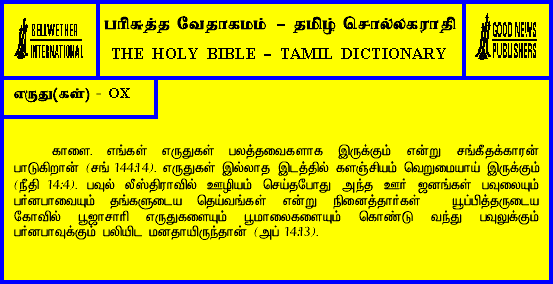 BELLWETHER
INTERNATIONAL
பரிசுத்த வேதாகமம் - தமிழ் சொல்லகராதி
THE HOLY BIBLE - TAMIL DICTIONARY
GOOD NEWS
PUBLISHERS
எருது(கள்) - OX
காளை. எங்கள் எருதுகள் பலத்தவைகளாக இருக்கும் என்று சங்கீதக்காரன்
பாடுகிறான் (சங் 144:14). எருதுகள் இல்லாத இடத்தில் களஞ்சியம் வெறுமையாய் இருக்கும்
(நீதி 14:4). பவுல் லீஸ்திராவில் ஊழியம் செய்தபோது அந்த ஊர் ஜனங்கள் பவுலையும்
பர்னபாவையும் தங்களுடைய தெய்வங்கள் என்று நினைத்தார்கள் யூப்பித்தருடைய
கோவில் பூஜாசாரி எருதுகளையும் பூமாலைகளையும் கொண்டு வந்து பவுலுக்கும்
பர்னபாவுக்கும் பலியிட மனதாயிருந்தான் (அப் 14:13).